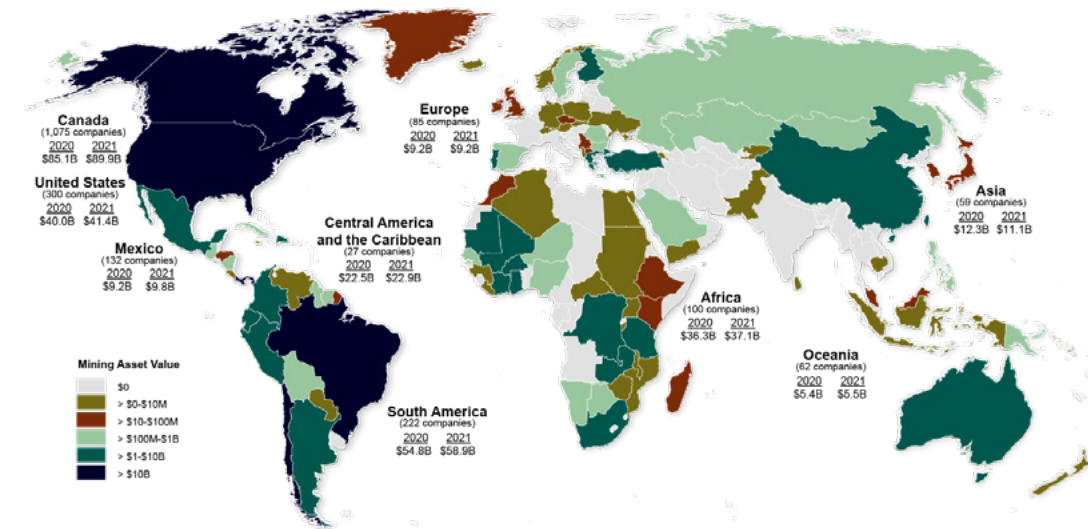 Canada
(1,075 companies)
2020 2021
$85.1B $89.9B
United States
(300 companies)
2020 2021
$40.0B $41.4B
Mexico
(132 companies)
2020 2021
$9.2B $9.8B
Central America
and the Caribbean
(27 companies)
2020 2021
$22.5B $22.9B
South America
(222 companies)
2020 2021
$54.8B $58.9B
Europe
(85 companies)
2020 2021
$9.2B $9.2B
Africa
(100 companies)
2020 2021
$36.3B $37.1B
Asia
(59 companies)
2020 2021
$12.3B $11.1B
Oceania
(62 companies)
2020 2021
$5.4B $5.5B
Mining Asset Value
$0
> $0-$10M
> $10-$100M
> $100M-$1B
> $1-$10B
> $10B